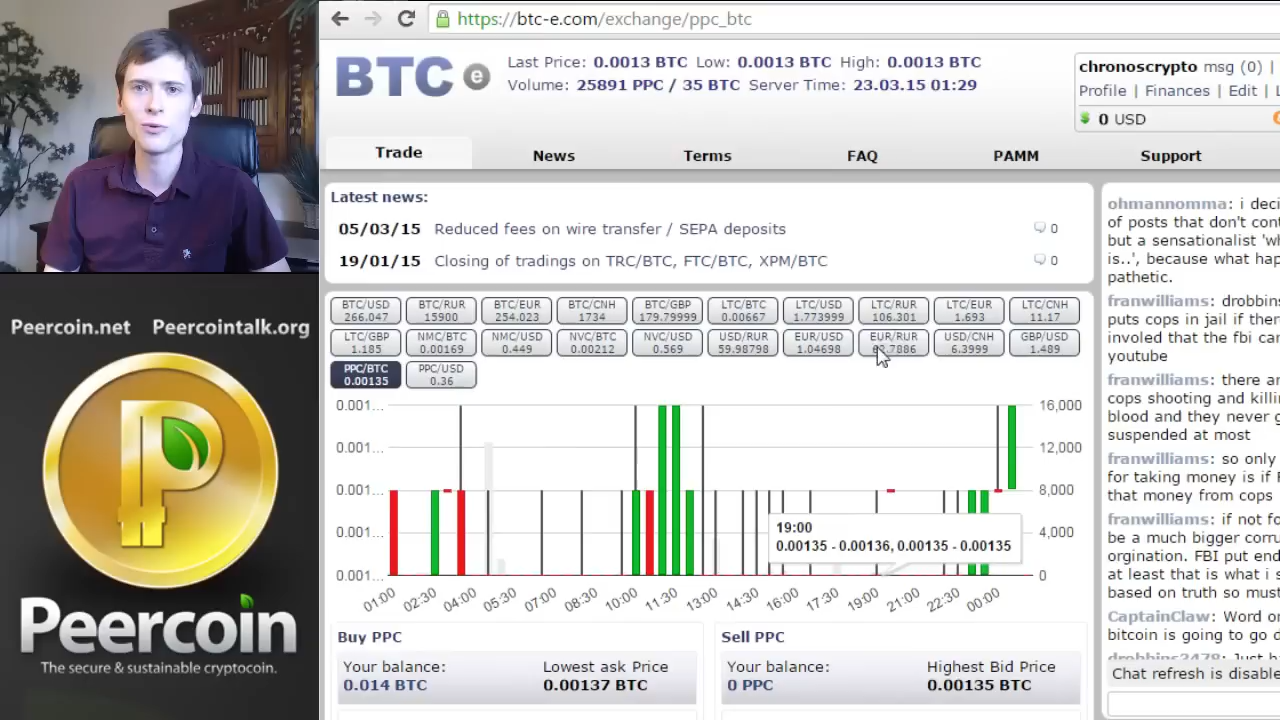 https://btc-e.com/exchange/ppc_btc
BTC e
Last Price: 0.0013 BTC Low: 0.0013 BTC High: 0.0013 BTC
Volume: 25891 PPC / 35 BTC Server Time: 23.03.15 01:29
chronoscrypto msg (0) |
Profile | Finances | Edit |
0 USD
Trade News Terms FAQ PAMM Support
Latest news:
05/03/15 Reduced fees on wire transfer / SEPA deposits 0
19/01/15 Closing of tradings on TRC/BTC, FTC/BTC, XPM/BTC 0
BTC/USD BTC/RUR BTC/EUR BTC/CNH BTC/GBP LTC/BTC LTC/USD LTC/RUR LTC/EUR LTC/CNH
266.047 15900 254.023 1734 179.79999 0.00667 1.773999 106.301 1.693 11.17
LTC/GBP NMC/BTC NMC/USD NVC/BTC NVC/USD USD/RUR EUR/USD EUR/RUR USD/CNH GBP/USD
1.185 0.00169 0.449 0.00212 0.569 59.98798 1.04698 .7886 6.3999 1.489
PPC/BTC PPC/USD
0.00135 0.36
0.001... 16,000
0.001... 12,000
0.001... 8,000
0.001... 4,000
0.001... 0
19:00
0.00135 - 0.00136, 0.00135 - 0.00135
01:00 02:30 04:00 05:30 07:00 08:30 10:00 11:30 13:00 14:30 16:00 17:30 19:00 21:00 22:30 00:00
Buy PPC
Your balance: Lowest ask Price
0.014 BTC 0.00137 BTC
Sell PPC
Your balance: Highest Bid Price
0 PPC 0.00135 BTC
ohmannomma: i deci
of posts that don't con
but a sensationalist 'w
is..', because what hap
pathetic.
franwilliams: drobbins
puts cops in jail if ther
involed that the fbi ca
youtube
franwilliams: there ar
cops shooting and killi
blood and they never g
suspended at most
franwilliams: so only
for taking money is if F
that money from cops
franwilliams: if not fo
be a much bigger corru
orgination. FBI put end
at least that is what i s
based on truth so must
CaptainClaw: Word or
bitcoin is going to go d
Chat refresh is disable
Peercoin.net Peercointalk.org
Peercoin
The secure & sustainable cryptocoin.